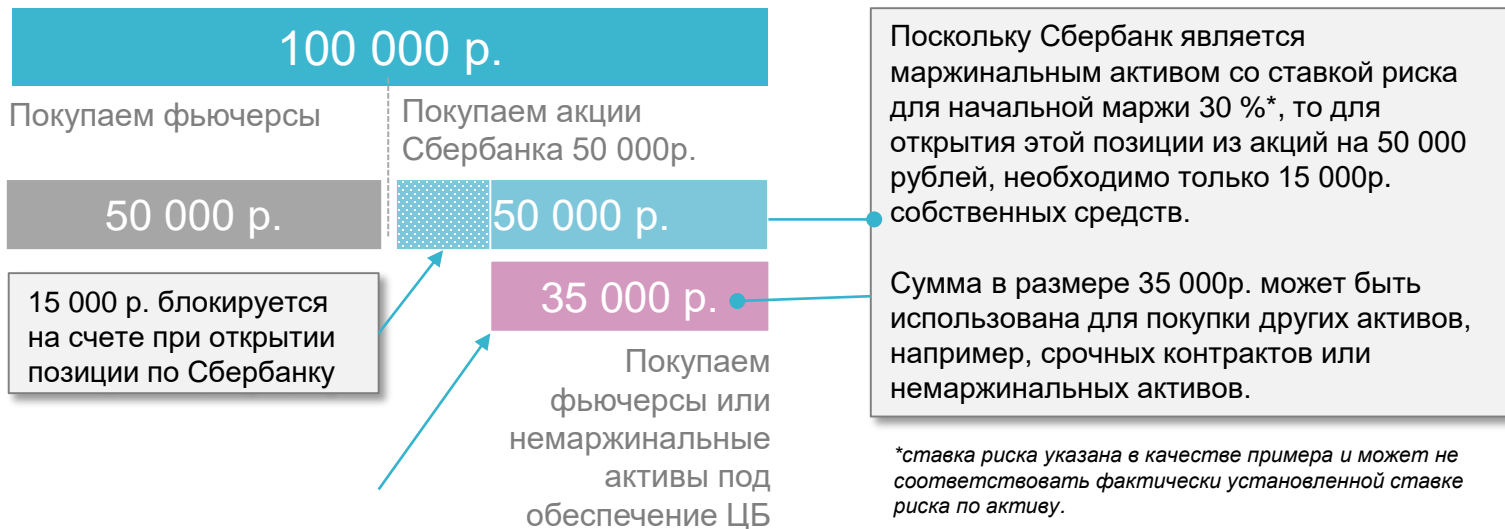 100 000 р.
Покупаем фьючерсы
Покупаем акции
Сбербанка 50 000р.
50 000 р.
50 000 р.
15 000 р. блокируется
на счете при открытии
позиции по Сбербанку
35 000 р.
Покупаем
фьючерсы или
немаржинальные
активы под
обеспечение ЦБ
Поскольку Сбербанк является
маржинальным активом со ставкой риска
для начальной маржи 30 %*, то для
открытия этой позиции из акций на 50 000
рублей, необходимо только 15 000р.
собственных средств.
Сумма в размере 35 000р. может быть
использована для покупки других активов,
например, срочных контрактов или
немаржинальных активов.
*ставка риска указана в качестве примера и может не
соответствовать фактически установленной ставке
риска по активу.